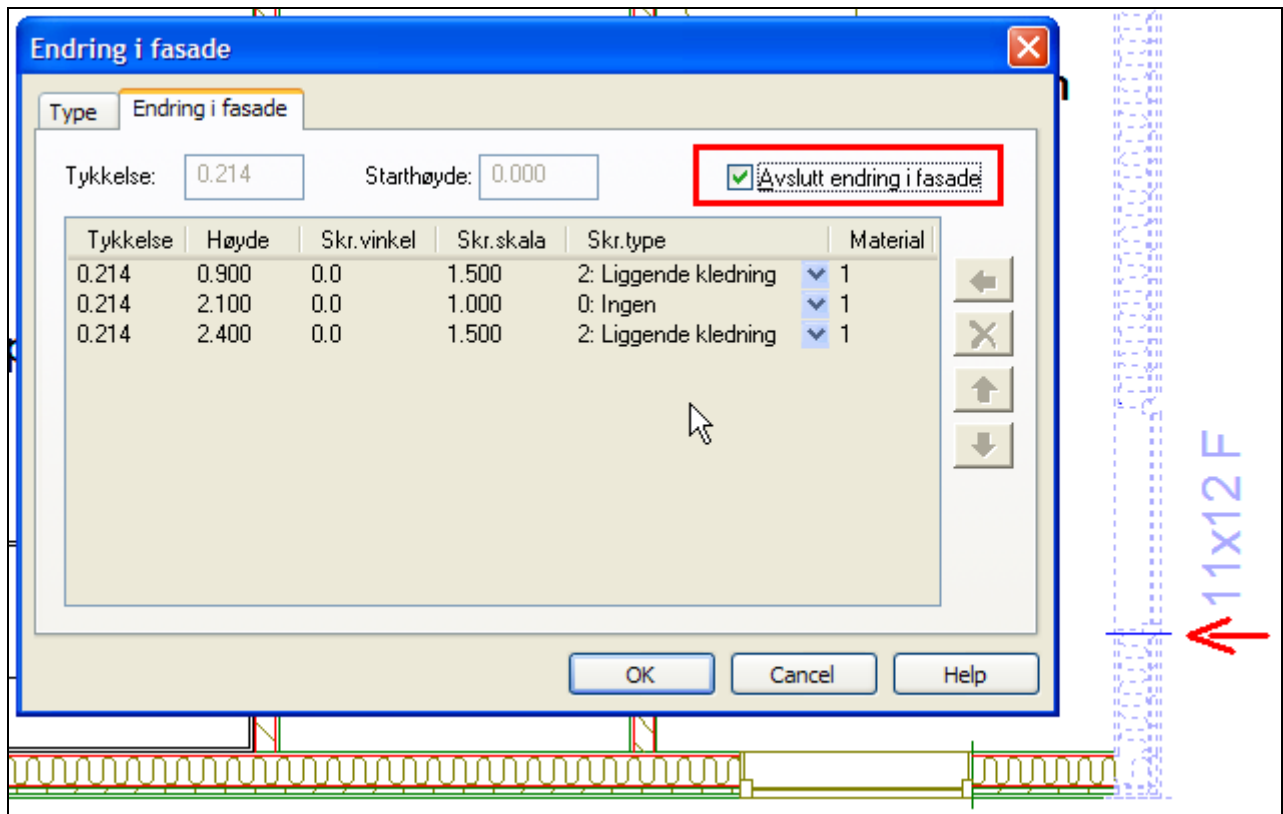 Endring i fasade
Type Endring i fasade
Tykkelse: 0.214 Starthøyde: 0.000 Avslutt endring i fasade
Tykkelse Høyde Skr.vinkel Skr.skala Skr.type Material
0.214 0.900 0.0 1.500 2: Liggende kledning 1
0.214 2.100 0.0 1.000 0: Ingen 1
0.214 2.400 0.0 1.500 2: Liggende kledning 1
OK Cancel Help
11x12 F